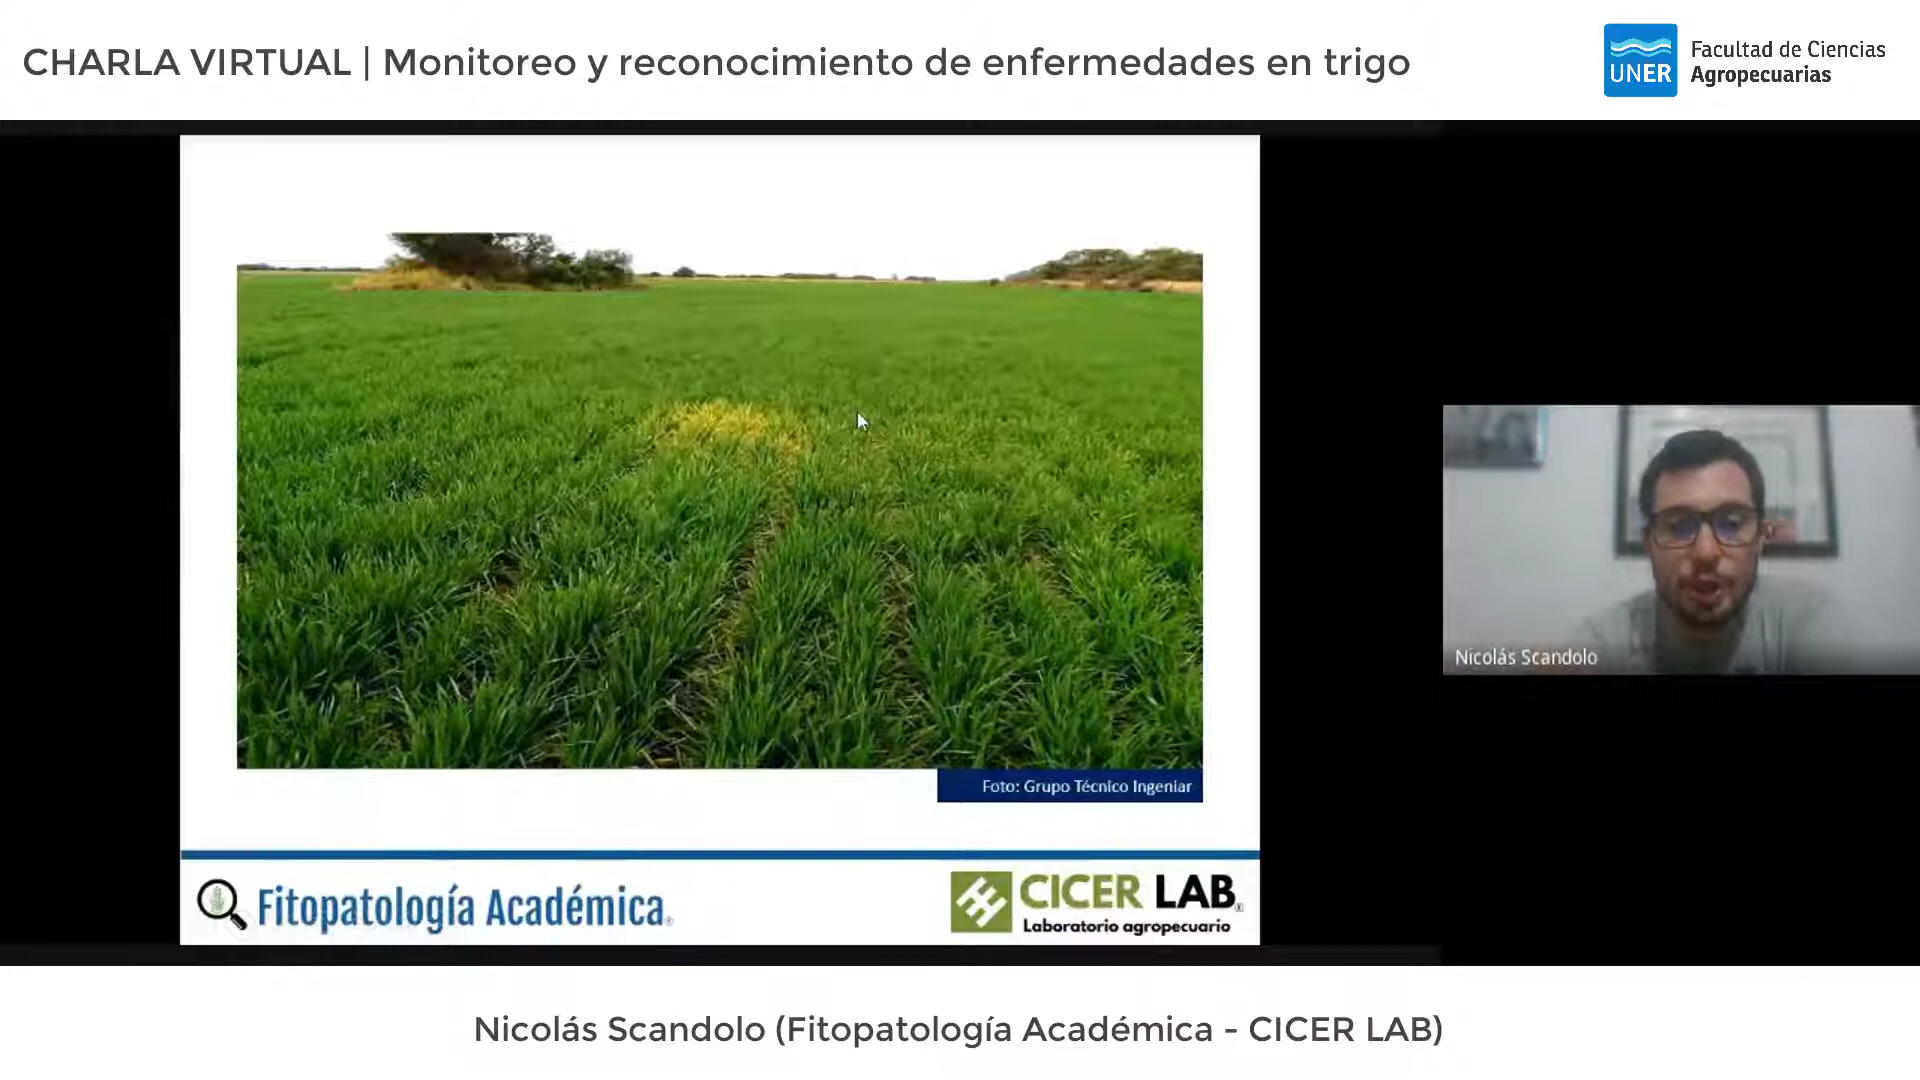 CHARLA VIRTUAL | Monitoreo y reconocimiento de enfermedades en trigo
UNER
Facultad de Ciencias
Agropecuarias
Nicolás Scandolo
Foto: Grupo Técnico Ingeniar
Fitopatología Académica®
CICER LAB®
Laboratorio agropecuario
Nicolás Scandolo (Fitopatología Académica - CICER LAB)